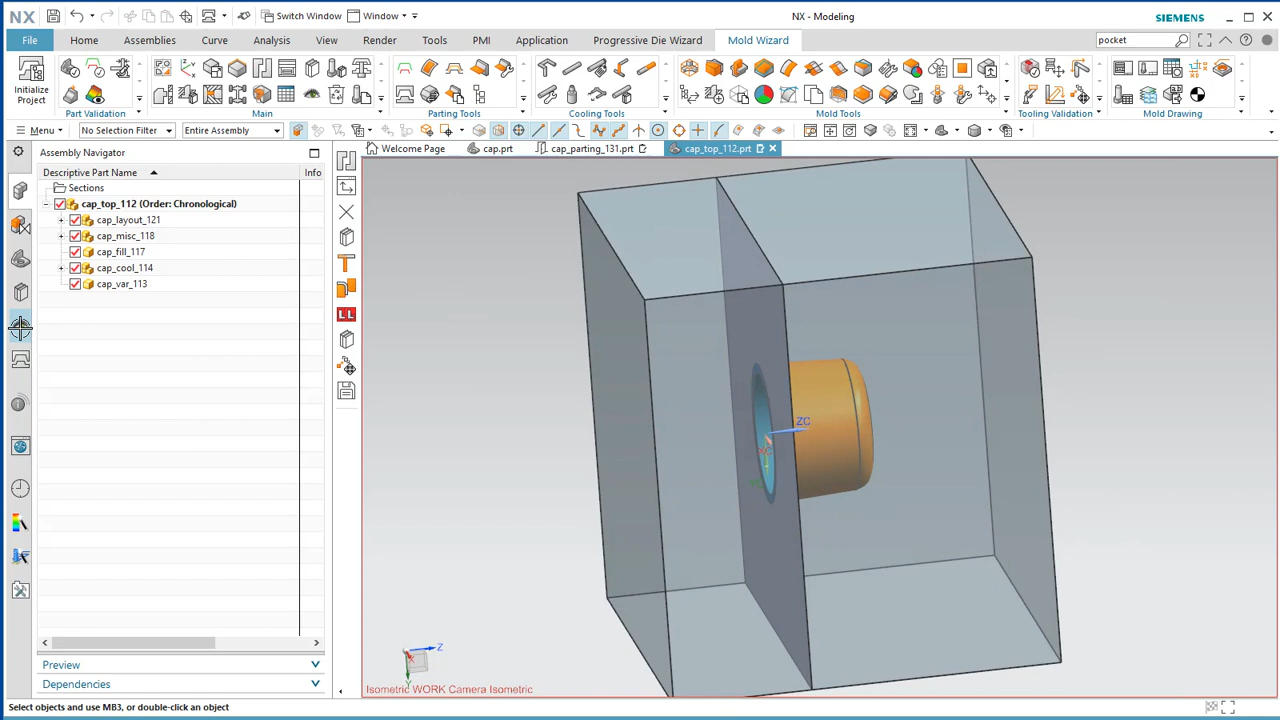 NX
Switch Window
Window
NX - Modeling
SIEMENS
File
Home
Assemblies
Curve
Analysis
View
Render
Tools
PMI
Application
Progressive Die Wizard
Mold Wizard
pocket
Initialize
Project
Part Validation
Main
Parting Tools
Cooling Tools
Mold Tools
Tooling Validation
Mold Drawing
Menu
No Selection Filter
Entire Assembly
Assembly Navigator
Welcome Page
cap.prt
cap_parting_131.prt
cap_top_112.prt
Descriptive Part Name
Info
Sections
cap_top_112 (Order: Chronological)
cap_layout_121
cap_misc_118
cap_fill_117
cap_cool_114
cap_var_113
ZC
Z
X
Y
Isometric WORK Camera Isometric
Preview
Dependencies
Select objects and use MB3, or double-click an object